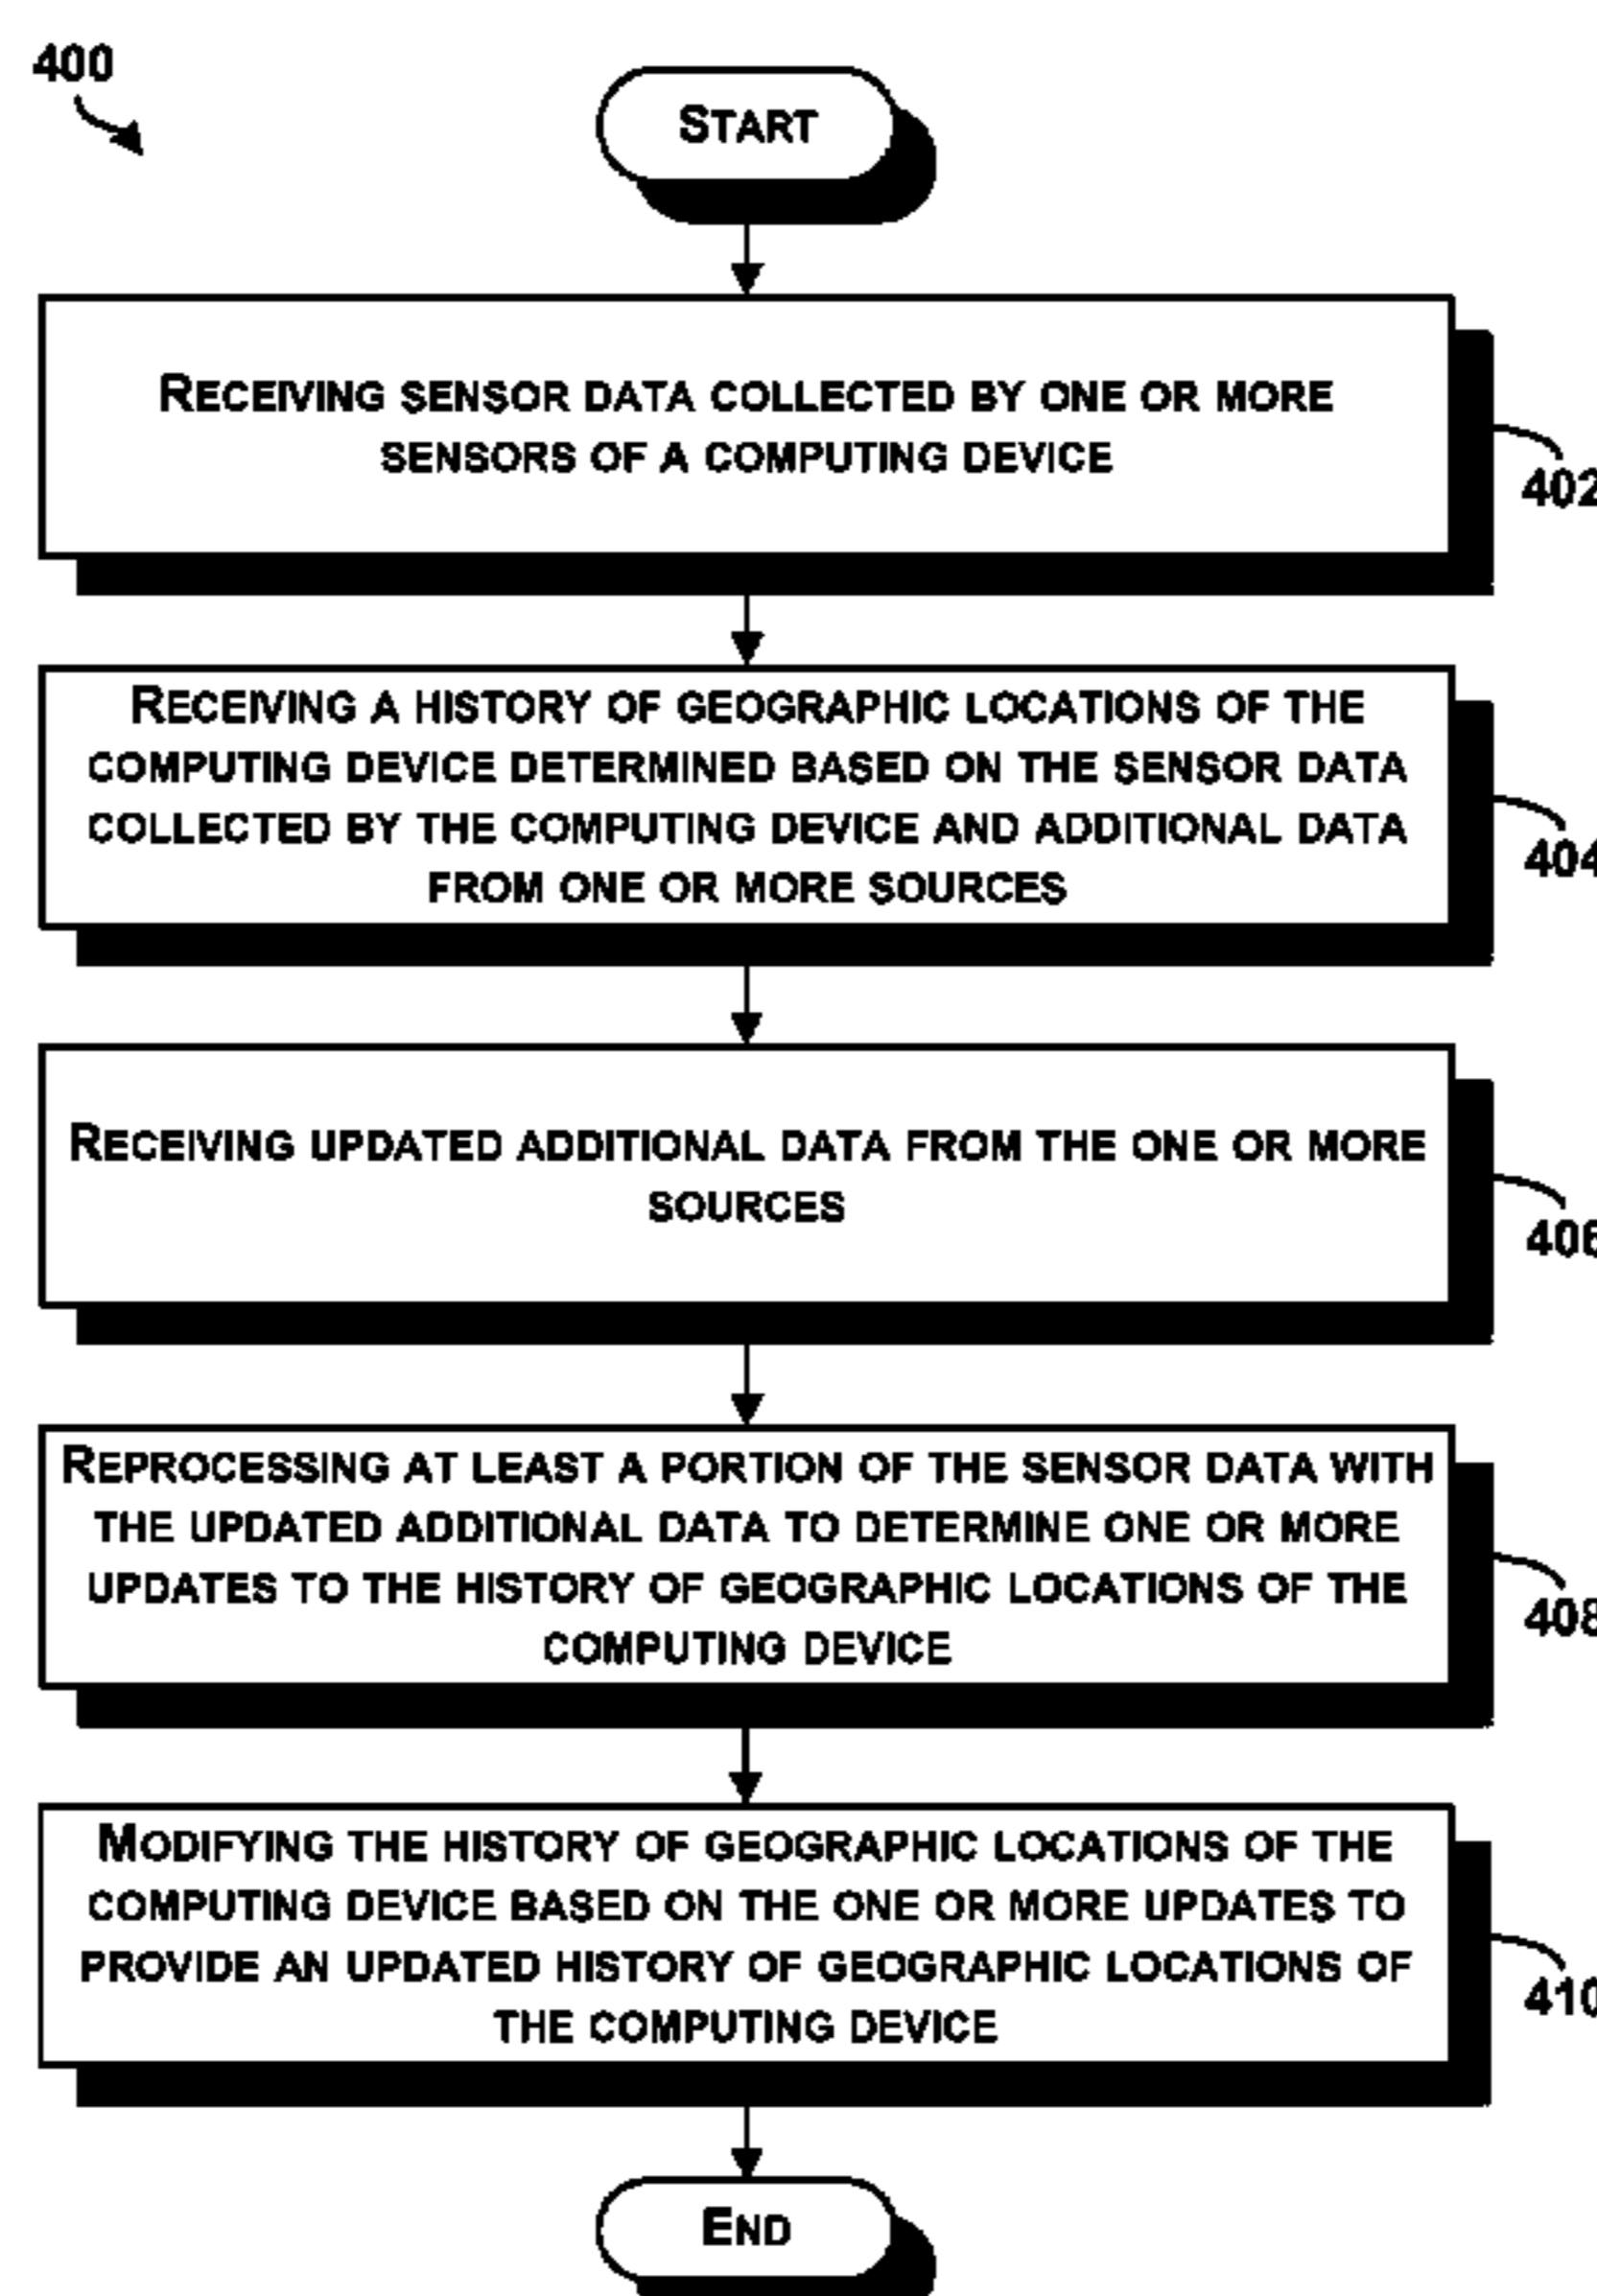 400
START
RECEIVING SENSOR DATA COLLECTED BY ONE OR MORE
SENSORS OF A COMPUTING DEVICE
402
RECEIVING A HISTORY OF GEOGRAPHIC LOCATIONS OF THE
COMPUTING DEVICE DETERMINED BASED ON THE SENSOR DATA
COLLECTED BY THE COMPUTING DEVICE AND ADDITIONAL DATA
FROM ONE OR MORE SOURCES
404
RECEIVING UPDATED ADDITIONAL DATA FROM THE ONE OR MORE
SOURCES
406
REPROCESSING AT LEAST A PORTION OF THE SENSOR DATA WITH
THE UPDATED ADDITIONAL DATA TO DETERMINE ONE OR MORE
UPDATES TO THE HISTORY OF GEOGRAPHIC LOCATIONS OF THE
COMPUTING DEVICE
408
MODIFYING THE HISTORY OF GEOGRAPHIC LOCATIONS OF THE
COMPUTING DEVICE BASED ON THE ONE OR MORE UPDATES TO
PROVIDE AN UPDATED HISTORY OF GEOGRAPHIC LOCATIONS OF
THE COMPUTING DEVICE
410
END